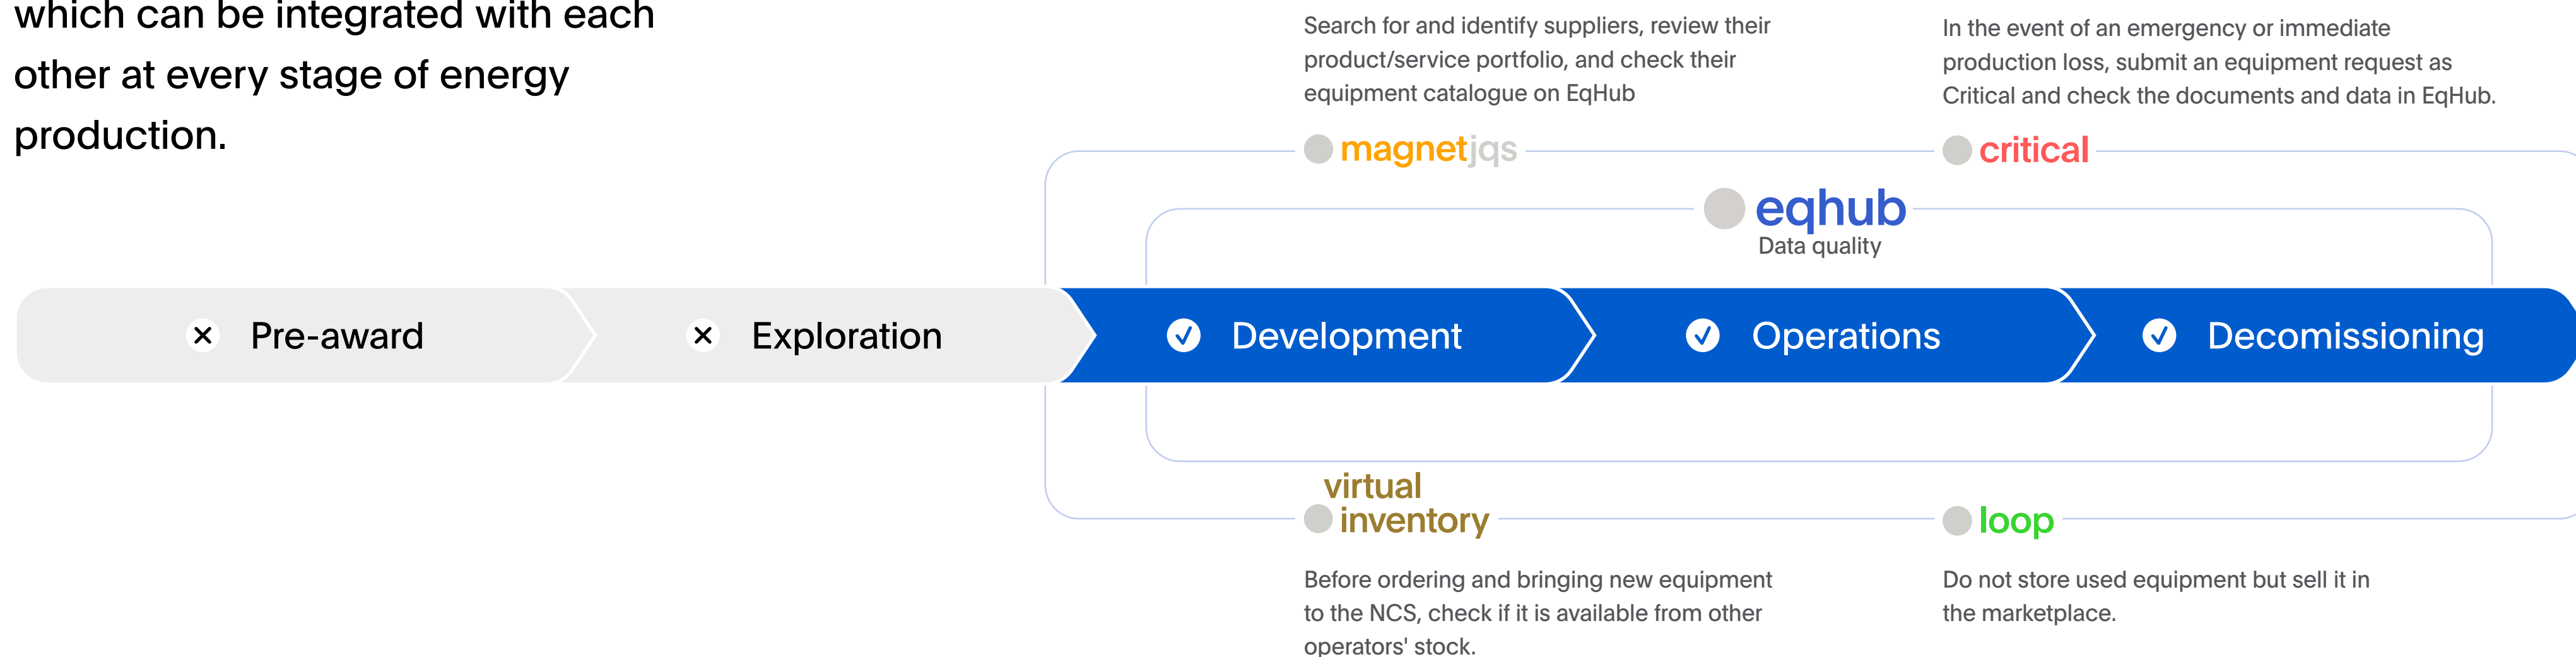 which can be integrated with each
other at every stage of energy
production.
Search for and identify suppliers, review their
product/service portfolio, and check their
equipment catalogue on EqHub
magnetjqs
In the event of an emergency or immediate
production loss, submit an equipment request as
Critical and check the documents and data in EqHub.
critical
eqhub
Data quality
Pre-award
Exploration
Development
Operations
Decomissioning
virtual
inventory
Before ordering and bringing new equipment
to the NCS, check if it is available from other
operators' stock.
loop
Do not store used equipment but sell it in
the marketplace.